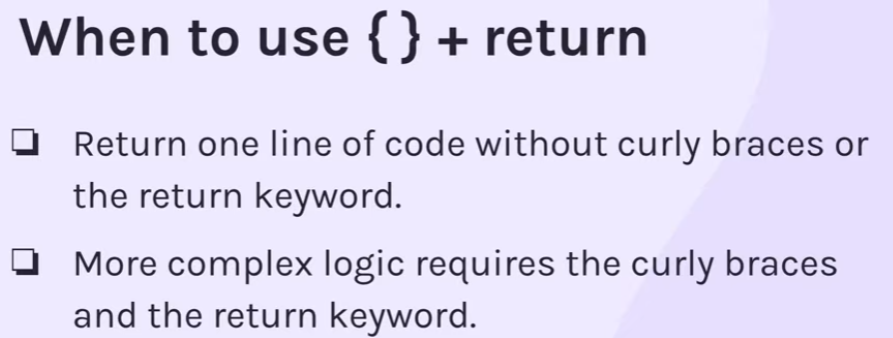 When to use { } + return
❏ Return one line of code without curly braces or
the return keyword.
❏ More complex logic requires the curly braces
and the return keyword.